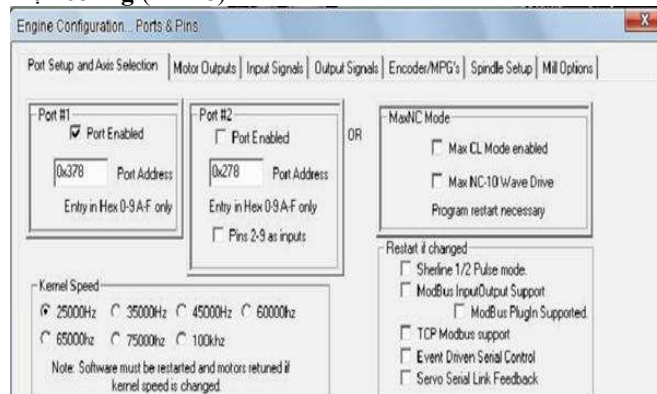 Engine Configuration... Ports & Pins
Port Setup and Axis Selection
Motor Outputs
Input Signals
Output Signals
Encoder/MPG's
Spindle Setup
Mill Options
Port #1
Port Enabled
0x378 Port Address
Entry in Hex 0-9 A-F only
Port #2
Port Enabled
0x278 Port Address
Entry in Hex 0-9 A-F only
Pins 2-9 as inputs
OR
MaxNC Mode
Max CL Mode enabled
Max NC-10 Wave Drive
Program restart necessary
Kernel Speed
25000Hz 35000Hz 45000Hz 60000hz
65000hz 75000hz 100khz
Note: Software must be restarted and motors retuned if
kernel speed is changed.
Restart if changed
Sherline 1/2 Pulse mode.
ModBus InputOutput Support
ModBus PlugIn Supported.
TCP Modbus support
Event Driven Serial Control
Servo Serial Link Feedback